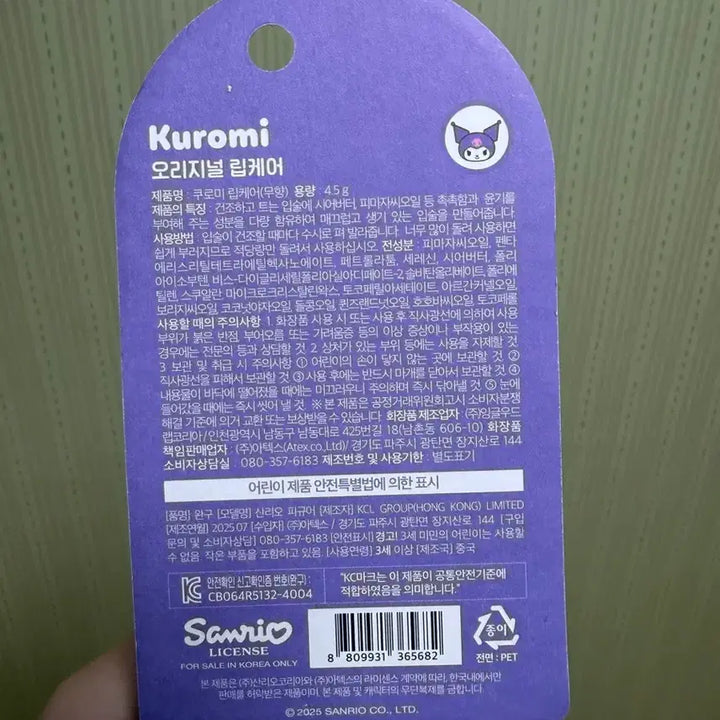 Kuromi
오리지널 립케어
제품명 : 쿠로미 립케어(무향) 용량 : 4.5 g
제품의 특징 : 건조하고 트는 입술에 시어버터, 피마자씨오일 등 촉촉함과 윤기를
부여해 주는 성분을 다량 함유하여 매끄럽고 생기 있는 입술을 만들어줍니다.
사용방법 : 입술이 건조할 때마다 수시로 펴 발라줍니다. 너무 많이 돌려 사용하면
쉽게 부러지므로 적당량만 돌려서 사용하십시오. 전성분 : 피마자씨오일, 펜타
에리스리틸테트라에틸헥사노에이트, 페트롤라툼, 세레신, 시어버터, 폴리
아이소부텐, 비스-다이글리세릴폴리아실아디페이트-2, 솔비탄올리베이트, 폴리에
틸렌, 스쿠알란 마이크로크리스탈린왁스, 토코페릴아세테이트, 아르간커넬오일,
보리지씨오일, 코코넛야자오일, 들콩오일, 퀸즈랜드넛오일, 호호바씨오일, 토코페롤
사용할 때의 주의사항 1. 화장품 사용 시 또는 사용 후 직사광선에 의하여 사용
부위가 붉은 반점, 부어오름 또는 가려움증 등의 이상 증상이나 부작용이 있는
경우에는 전문의 등과 상담할 것 2. 상처가 있는 부위 등에는 사용을 자제할 것
3. 보관 및 취급 시 주의사항 ① 어린이의 손이 닿지 않는 곳에 보관할 것 ②
직사광선을 피해서 보관할 것 ③ 사용 후에는 반드시 마개를 닫아서 보관할 것 ④
내용물이 바닥에 떨어졌을 때에는 미끄러우니 주의하며 즉시 닦아낼 것 ⑤ 눈에
들어갔을 때에는 즉시 씻어 낼 것 ※ 본 제품은 공정거래위원회고시 소비자분쟁
해결 기준에 의거 교환 또는 보상받을 수 있습니다. 화장품제조업자 : (주)잉글우드
랩코리아/인천광역시 남동구 남동대로 425번길 18(남촌동 606-10) 화장품
책임판매업자 : (주)아텍스(Atex.co.,Ltd)/ 경기도 파주시 광탄면 장지산로 144
소비자상담실 : 080-357-6183 제조번호 및 사용기한 : 별도표기
어린이 제품 안전특별법에 의한 표시
[품명] 완구 [모델명] 산리오 피규어 [제조자] KCL GROUP(HONG KONG) LIMITED
[제조연월] 2025.07 [수입자] (주)아텍스 / 경기도 파주시 광탄면 장지산로 144 [구입
문의 및 소비자상담] 080-357-6183 [안전표시] 경고! 3세 미만의 어린이는 사용할
수 없음. 작은 부품을 포함하고 있음. [사용연령] 3세 이상 [제조국] 중국
KC 안전확인 신고확인증 번호(완구) :
CB064R5132-4004
"KC마크는 이 제품이 공통안전기준에
적합하였음을 의미합니다."
Sanrio
LICENSE
FOR SALE IN KOREA ONLY
8 809931 365682
종이
전면 : PET
본 제품은 (주)산리오코리아와 (주)아텍스의 라이센스 계약에 따라, 한국내에서만
판매를 허락받은 제품이며, 본 제품 및 캐릭터의 무단복제를 금합니다.
© 2025 SANRIO CO., LTD.